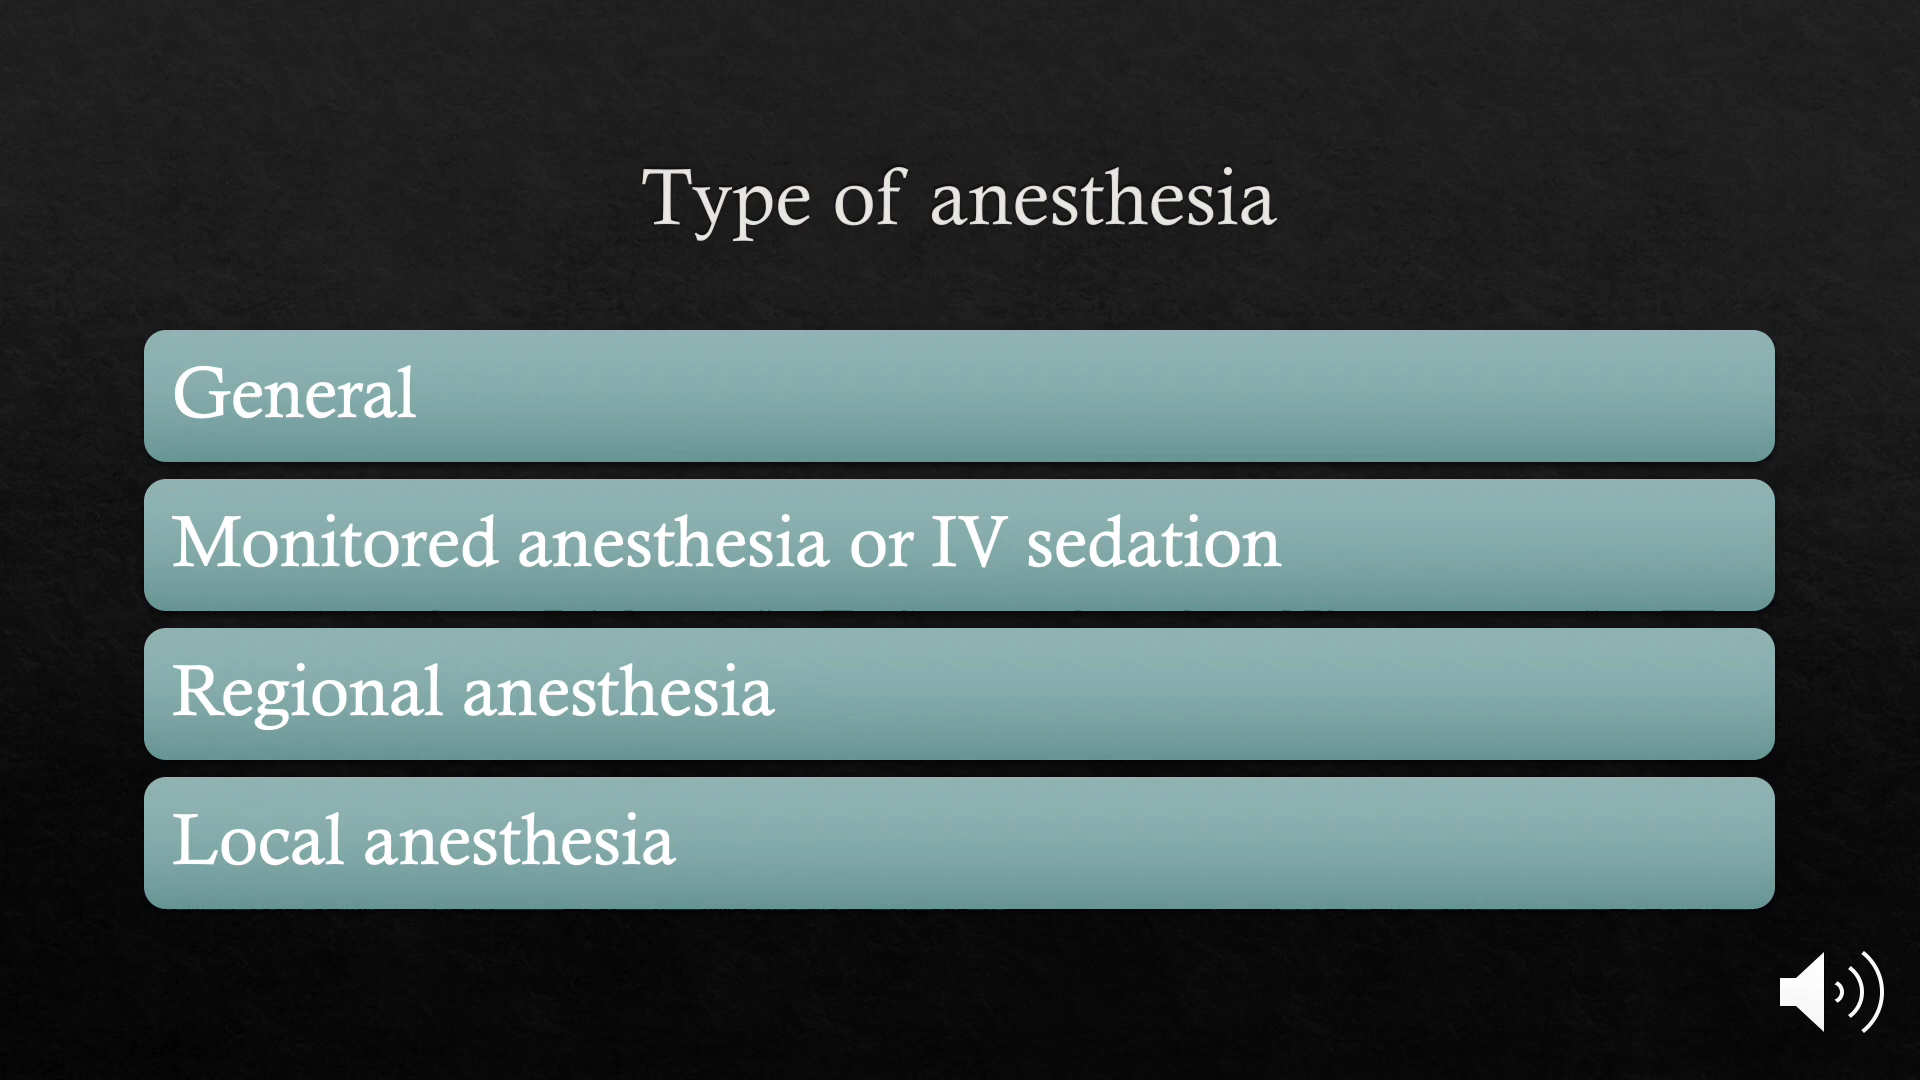 Type of anesthesia
General
Monitored anesthesia or IV sedation
Regional anesthesia
Local anesthesia